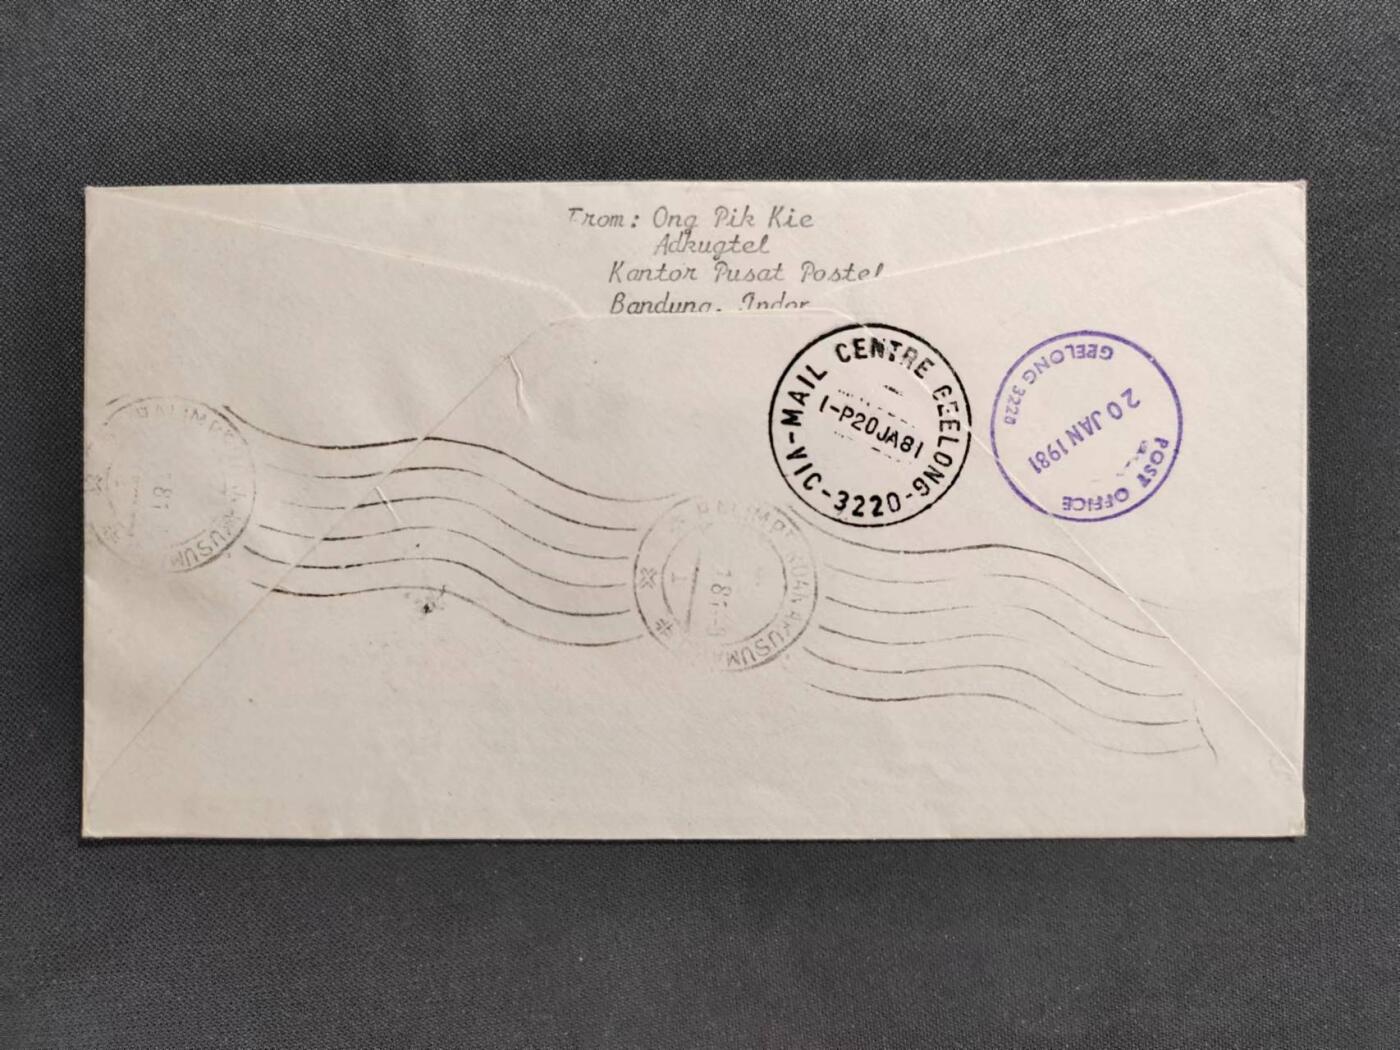 From: Ong Pik Kie
Adkugtel
Kantor Pusat Postel
Bandung. Indon
MAIL CENTRE GEELONG
1-P20JA81
VIC-3220-
POST OFFICE
20 JAN 1981
GEELONG 3220